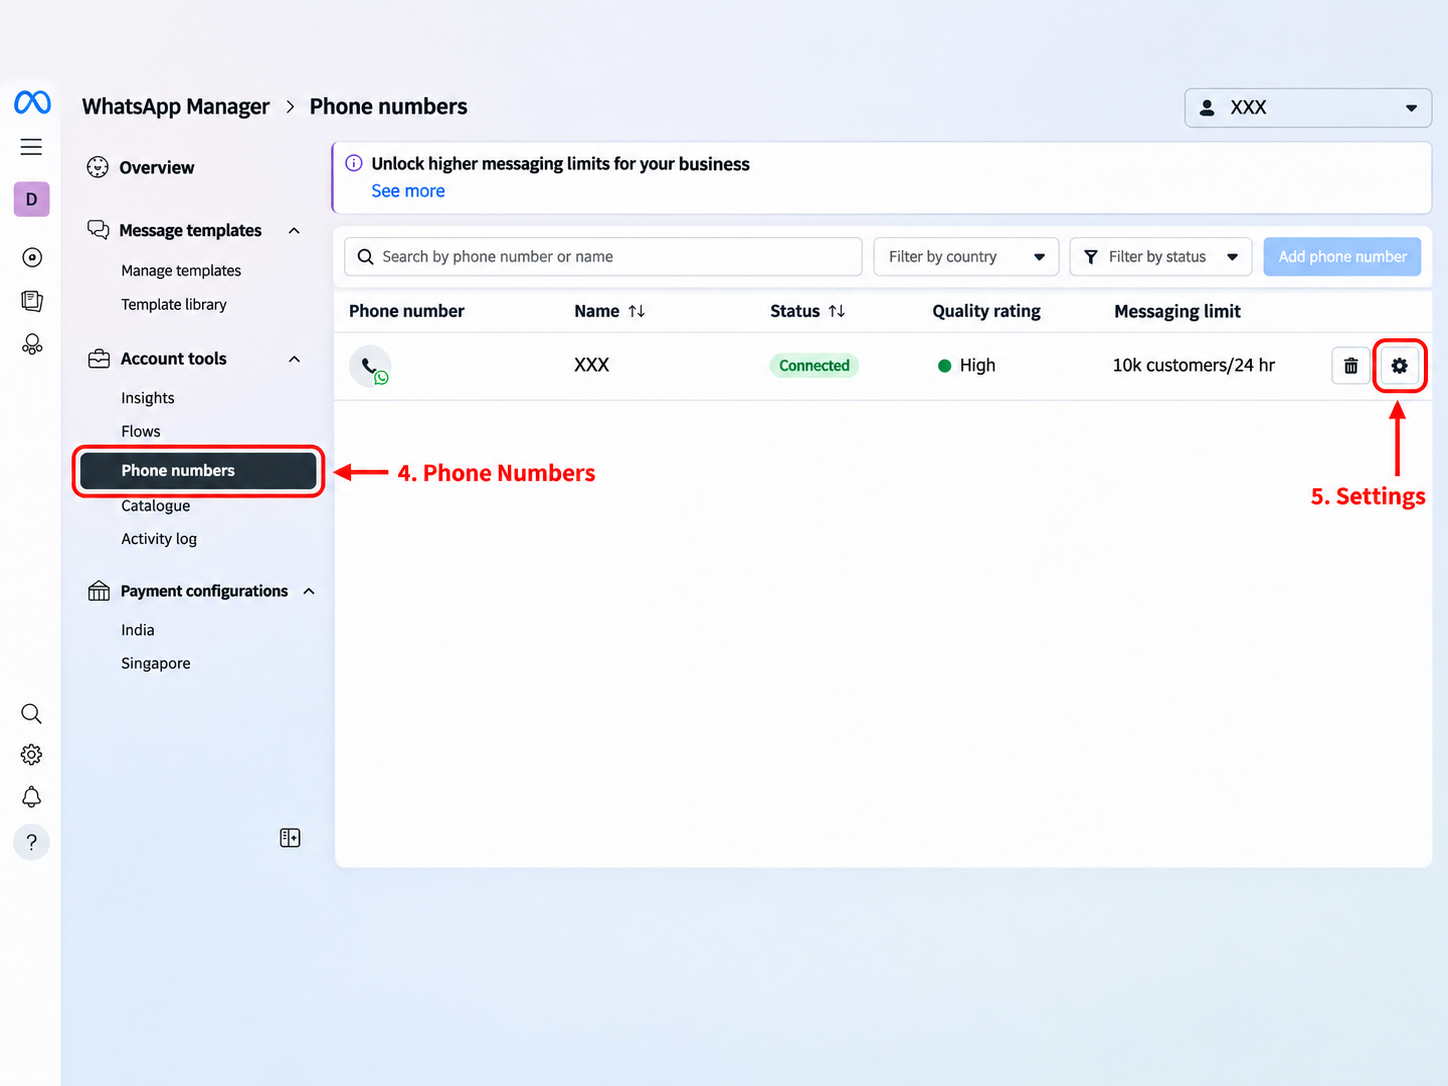 WhatsApp Manager > Phone numbers
XXX
D
Overview
Message templates
Manage templates
Template library
Account tools
Insights
Flows
Phone numbers
Catalogue
Activity log
Payment configurations
India
Singapore
?
Unlock higher messaging limits for your business
See more
Search by phone number or name
Filter by country
Filter by status
Add phone number
Phone number Name Status Quality rating Messaging limit
XXX Connected High 10k customers/24 hr
4. Phone Numbers
5. Settings